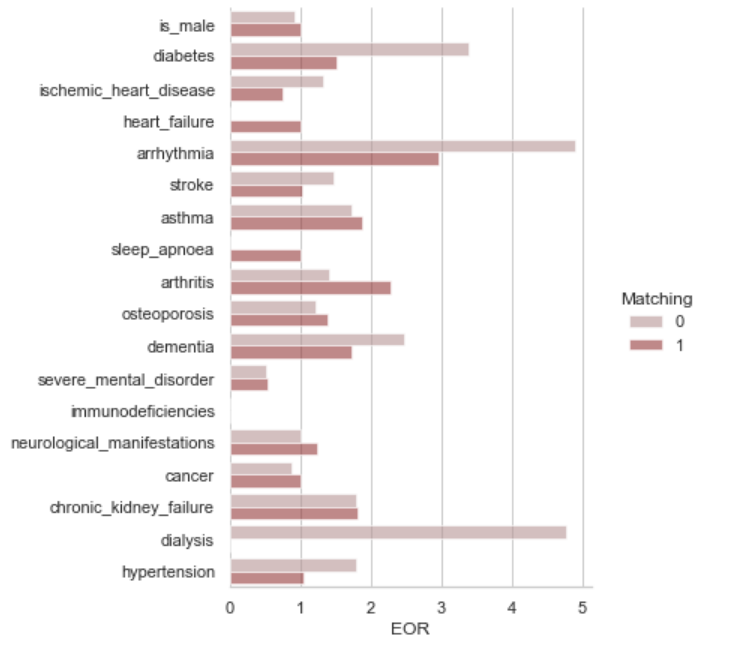 is_male
diabetes
ischemic_heart_disease
heart_failure
arrhythmia
stroke
asthma
sleep_apnoea
arthritis
osteoporosis
dementia
severe_mental_disorder
immunodeficiencies
neurological_manifestations
cancer
chronic_kidney_failure
dialysis
hypertension
0 1 2 3 4 5
EOR
Matching
0
1